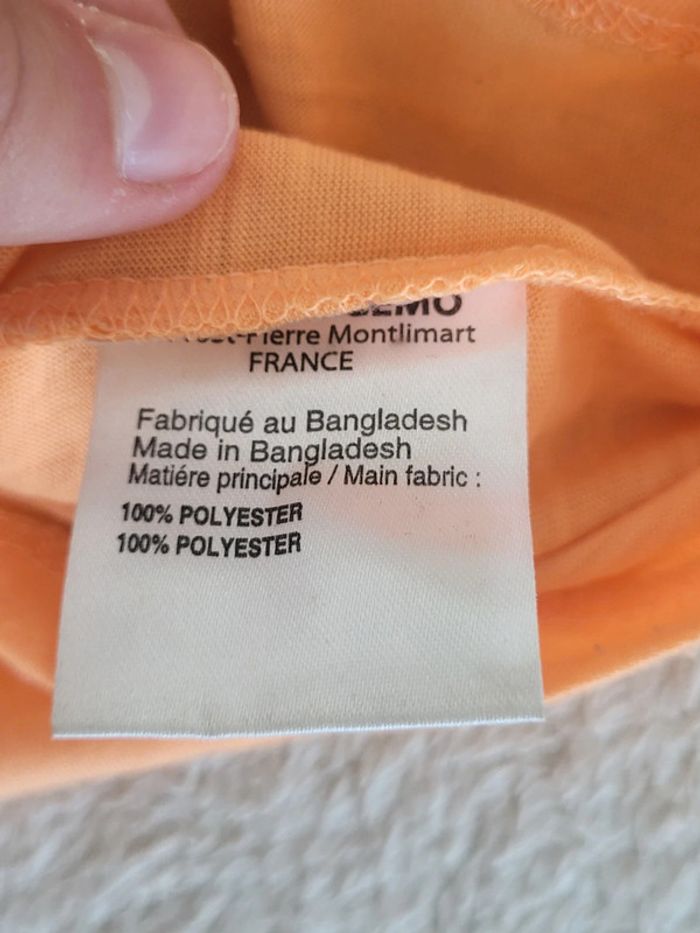 Montlimart
FRANCE
Fabriqué au Bangladesh
Made in Bangladesh
Matiére principale / Main fabric :
100% POLYESTER
100% POLYESTER